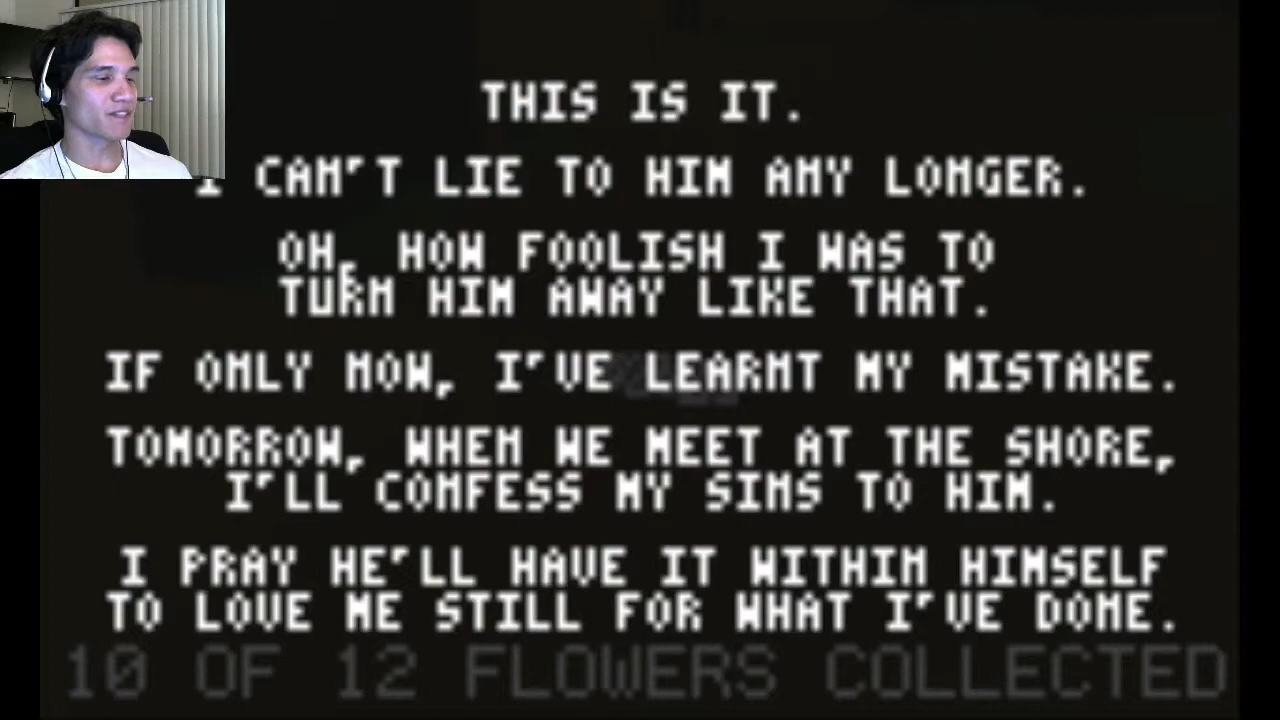 THIS IS IT.
I CAN'T LIE TO HIM ANY LONGER.
OH, HOW FOOLISH I WAS TO
TURN HIM AWAY LIKE THAT.
IF ONLY NOW, I'VE LEARNT MY MISTAKE.
TOMORROW, WHEN WE MEET AT THE SHORE,
I'LL CONFESS MY SINS TO HIM.
I PRAY HE'LL HAVE IT WITHIN HIMSELF
TO LOVE ME STILL FOR WHAT I'VE DONE.
10 OF 12 FLOWERS COLLECTED